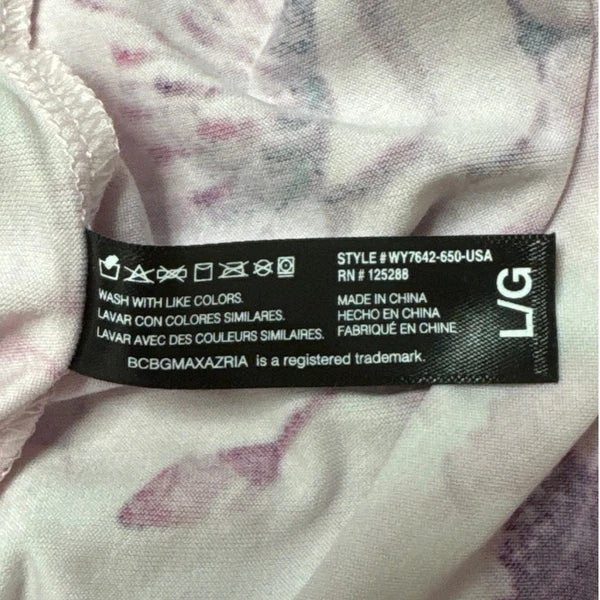 STYLE # WY7642-650-USA
RN # 125288
WASH WITH LIKE COLORS.
LAVAR CON COLORES SIMILARES.
LAVAR AVEC DES COULEURS SIMILAIRES.
MADE IN CHINA
HECHO EN CHINA
FABRIQUÉ EN CHINE
BCBGMAXAZRIA is a registered trademark.
L/G